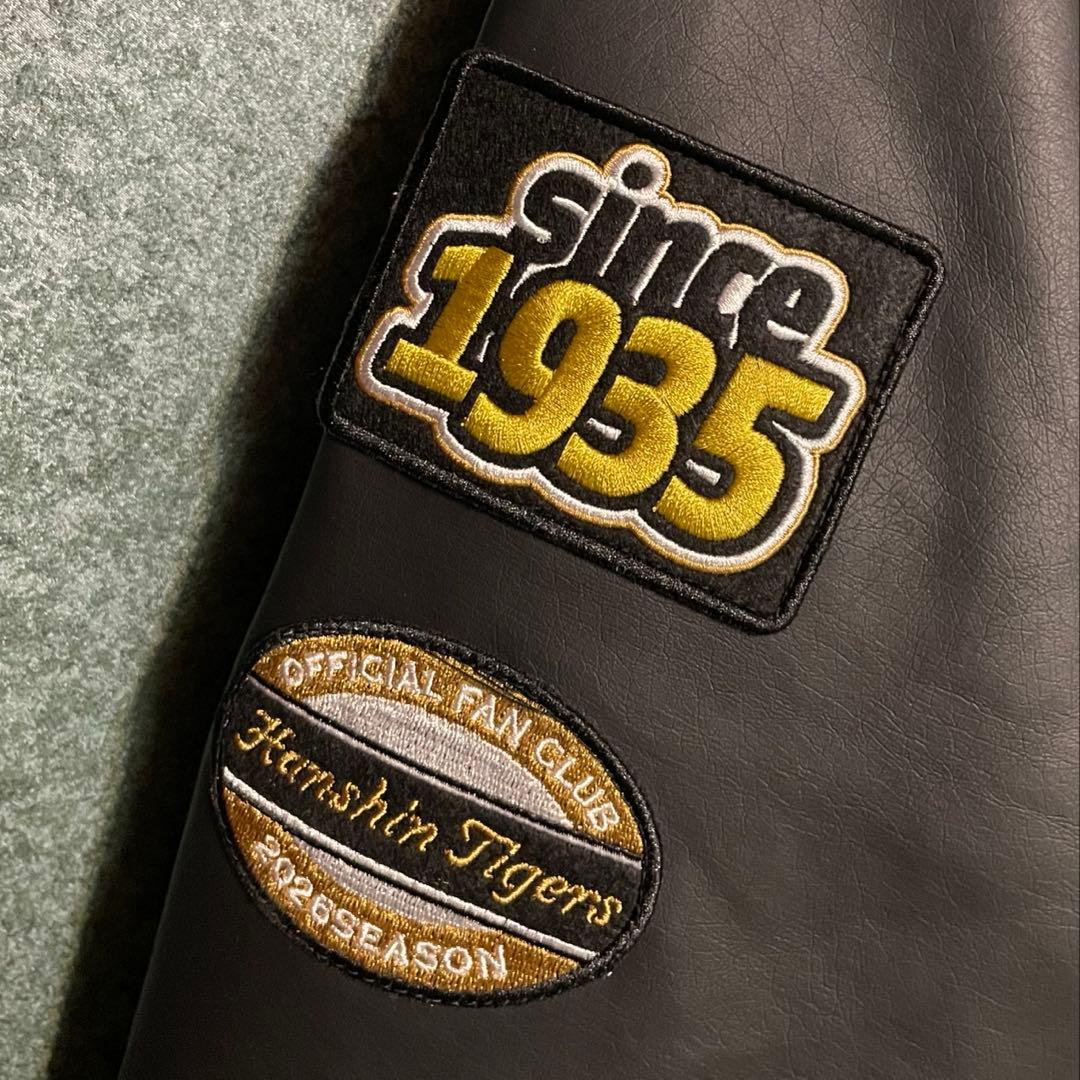 since
1935
OFFICIAL FAN CLUB
Hanshin Tigers
2026SEASON